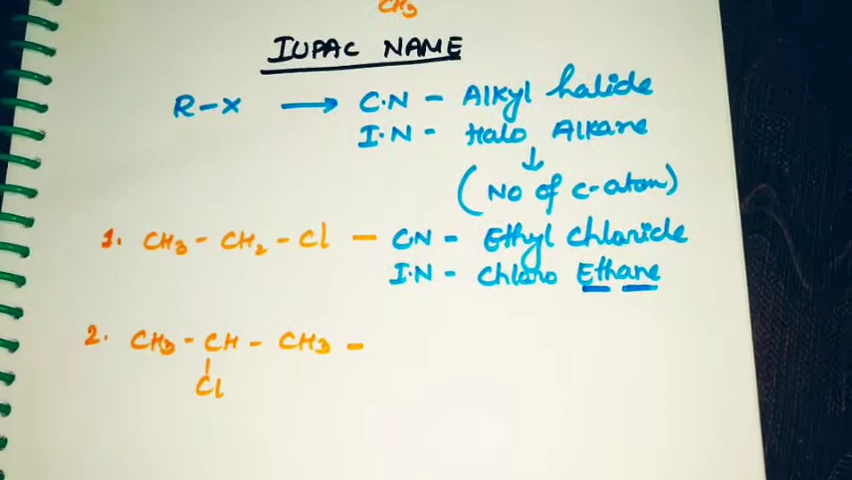 CH3
IUPAC NAME
R-X → C.N - Alkyl halide
I.N - Halo Alkane
↓
(No of c-atom)
1. CH3 - CH2 - Cl - CN - Ethyl chloride
I.N - Chloro Ethane
2. CH3 - CH - CH3 -
|
Cl